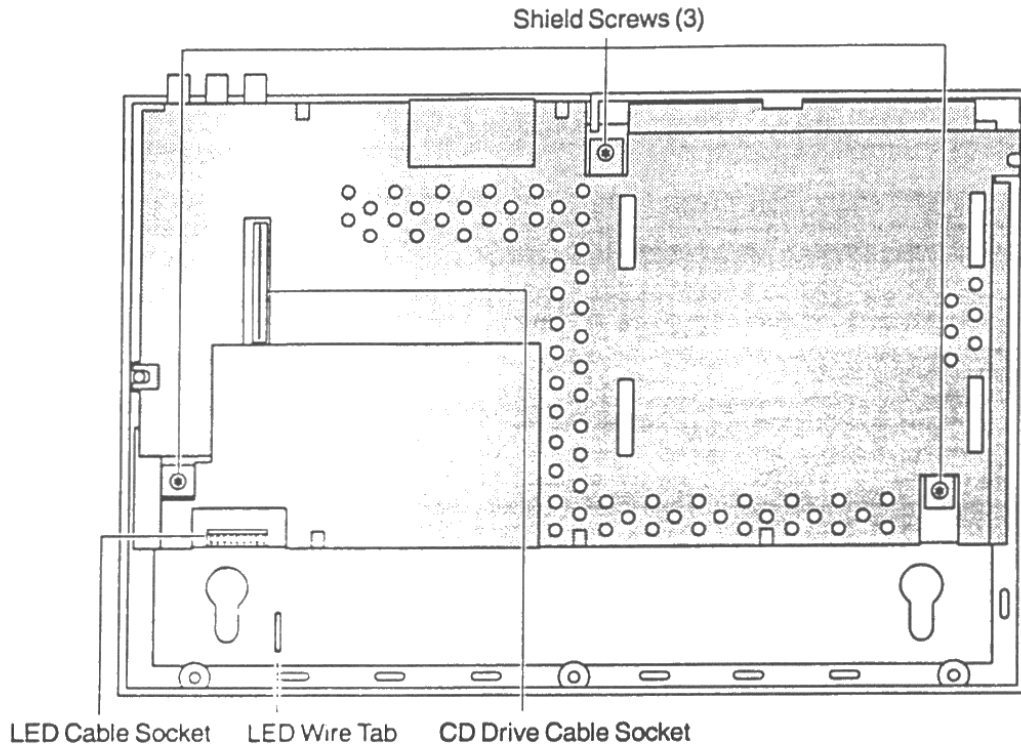 Shield Screws (3)
LED Cable Socket
LED Wire Tab
CD Drive Cable Socket